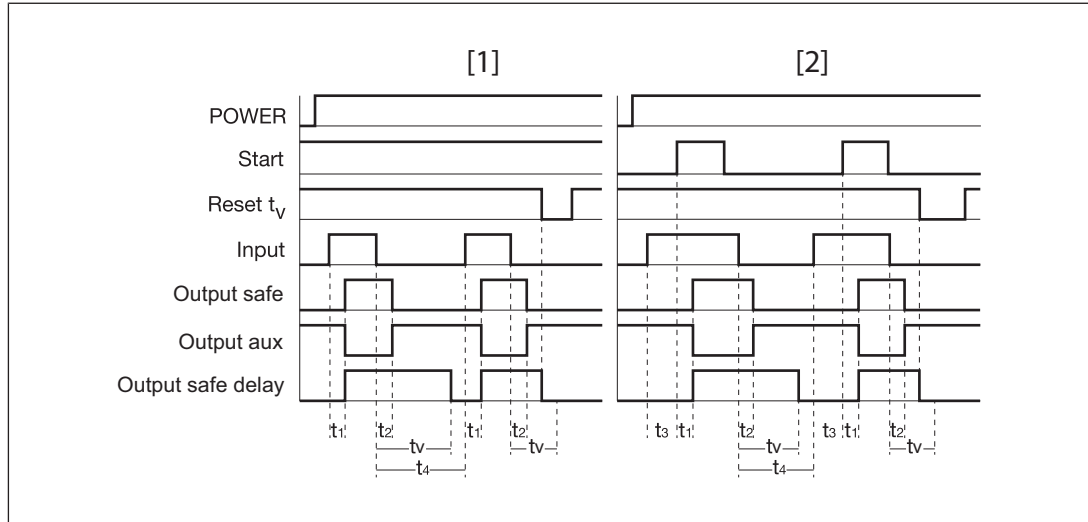 [1] [2]
POWER
Start
Reset tV
Input
Output safe
Output aux
Output safe delay
t1 t2 t1 t2 t3 t1 t2 t3 t1 t2
tv tv tv tv
t4 t4